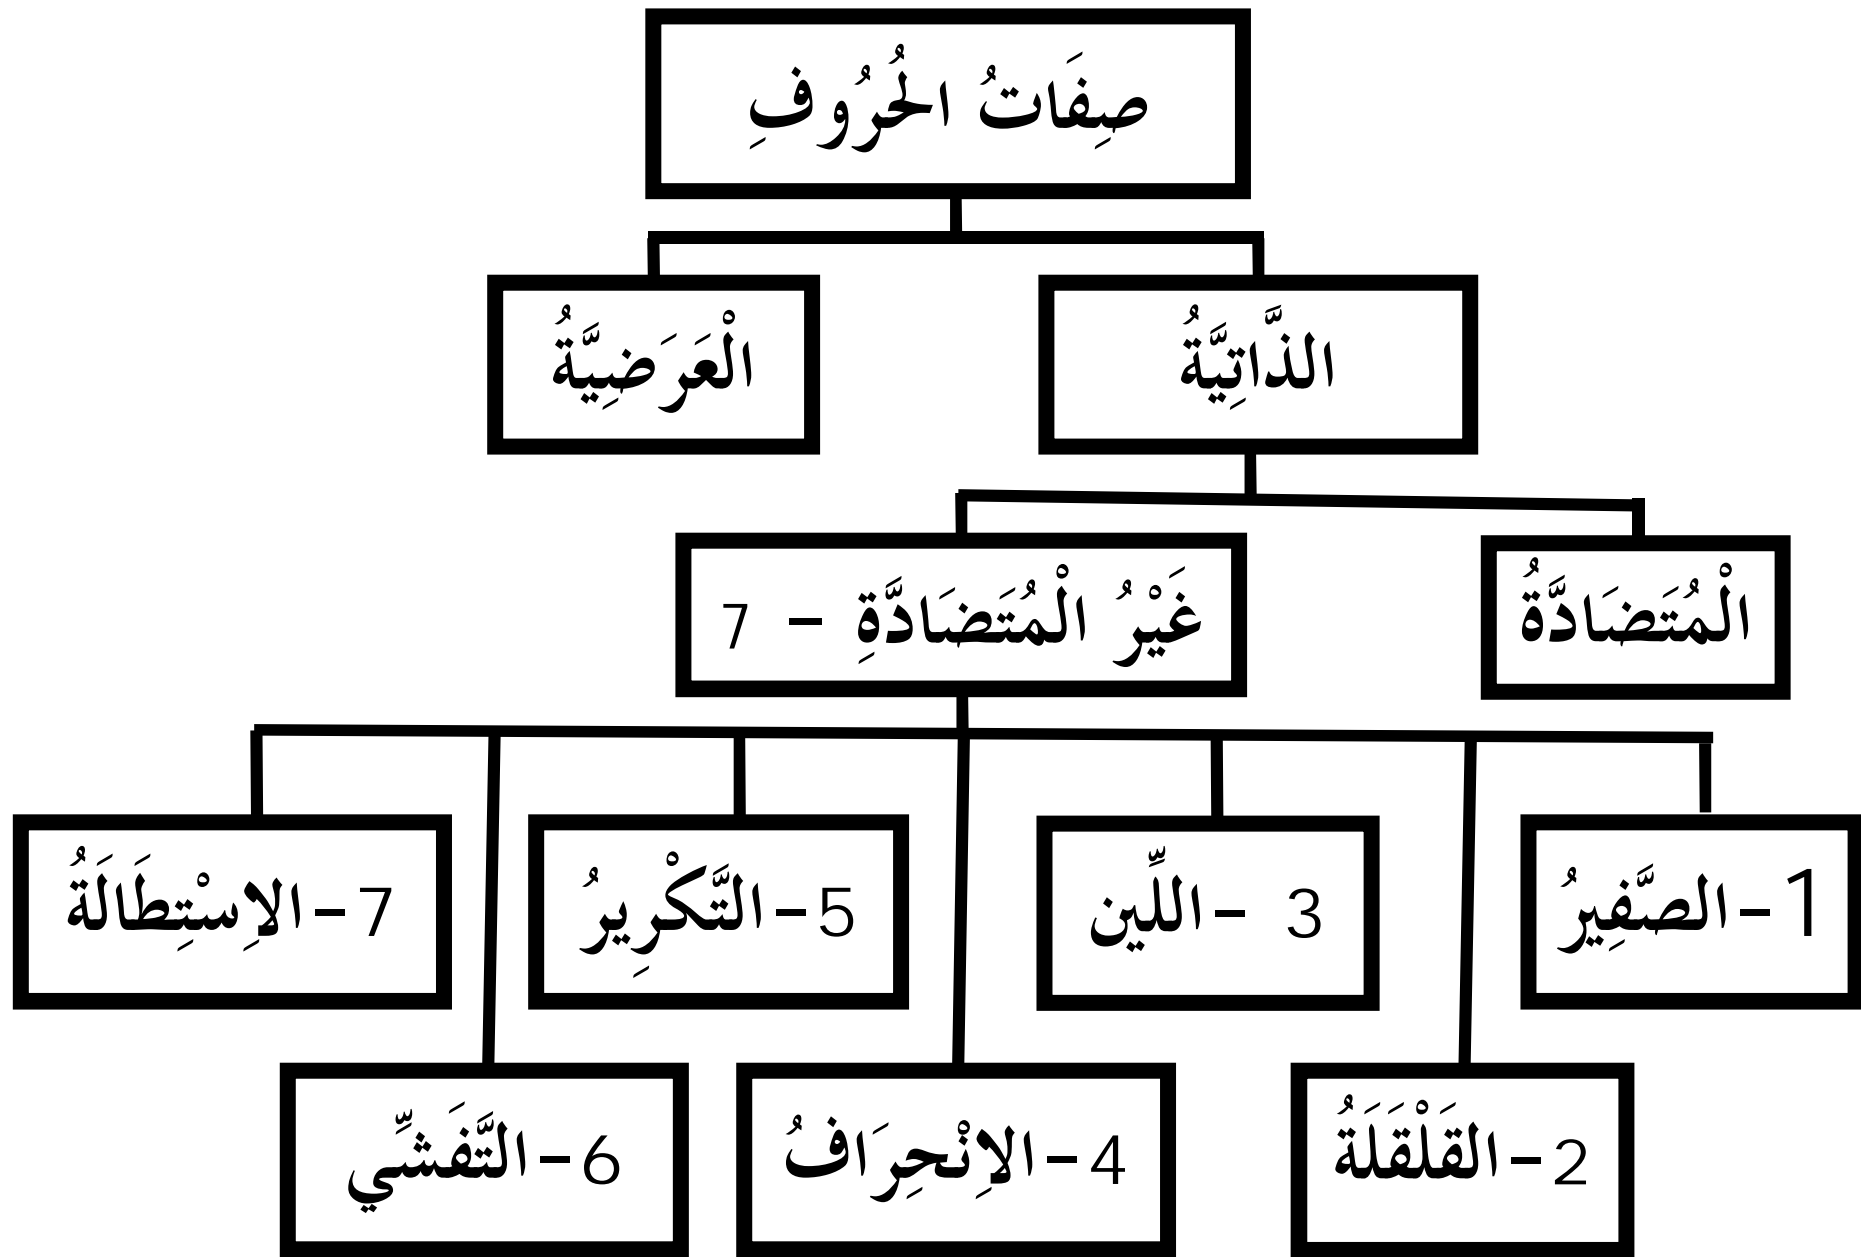 صِفَاتُ الْحُرُوفِ
الذَّاتِيَّةُ
الْعَرَضِيَّةُ
الْمُتَضَادَّةُ
غَيْرُ الْمُتَضَادَّةِ – 7
1-الصَّفِيرُ
3 -اللِّين
5-التَّكْرِيرُ
7-الاِسْتِطَالَةُ
2-القَلْقَلَةُ
4-الاِنْحِرَافُ
6-التَّفَشِّي